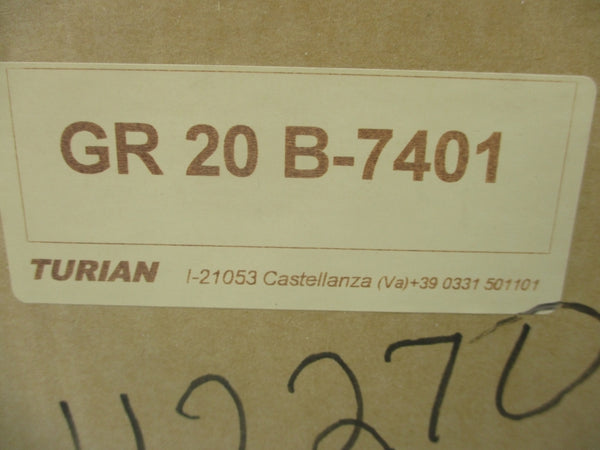 GR 20 B-7401
TURIAN I-21053 Castellanza (Va)+39 0331 501101
42270